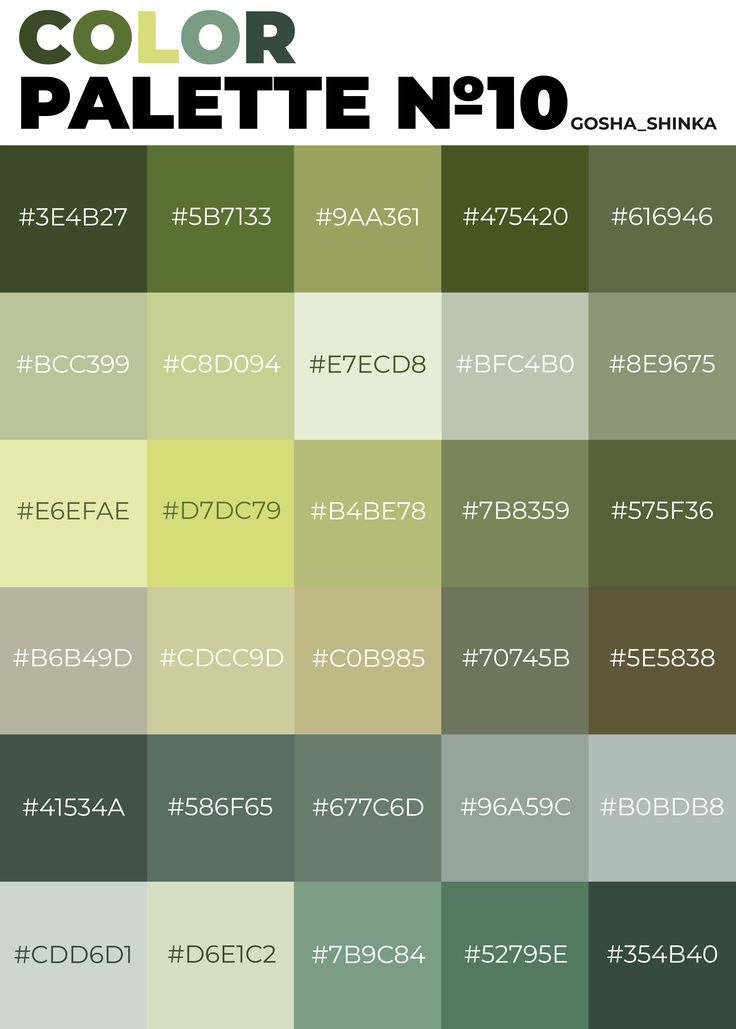 COLOR
PALETTE №10 GOSHA_SHINKA
#3E4B27 #5B7133 #9AA361 #475420 #616946
#BCC399 #C8D094 #E7ECD8 #BFC4B0 #8E9675
#E6EFAE #D7DC79 #B4BE78 #7B8359 #575F36
#B6B49D #CDCC9D #C0B985 #70745B #5E5838
#41534A #586F65 #677C6D #96A59C #B0BDB8
#CDD6D1 #D6E1C2 #7B9C84 #52795E #354B40